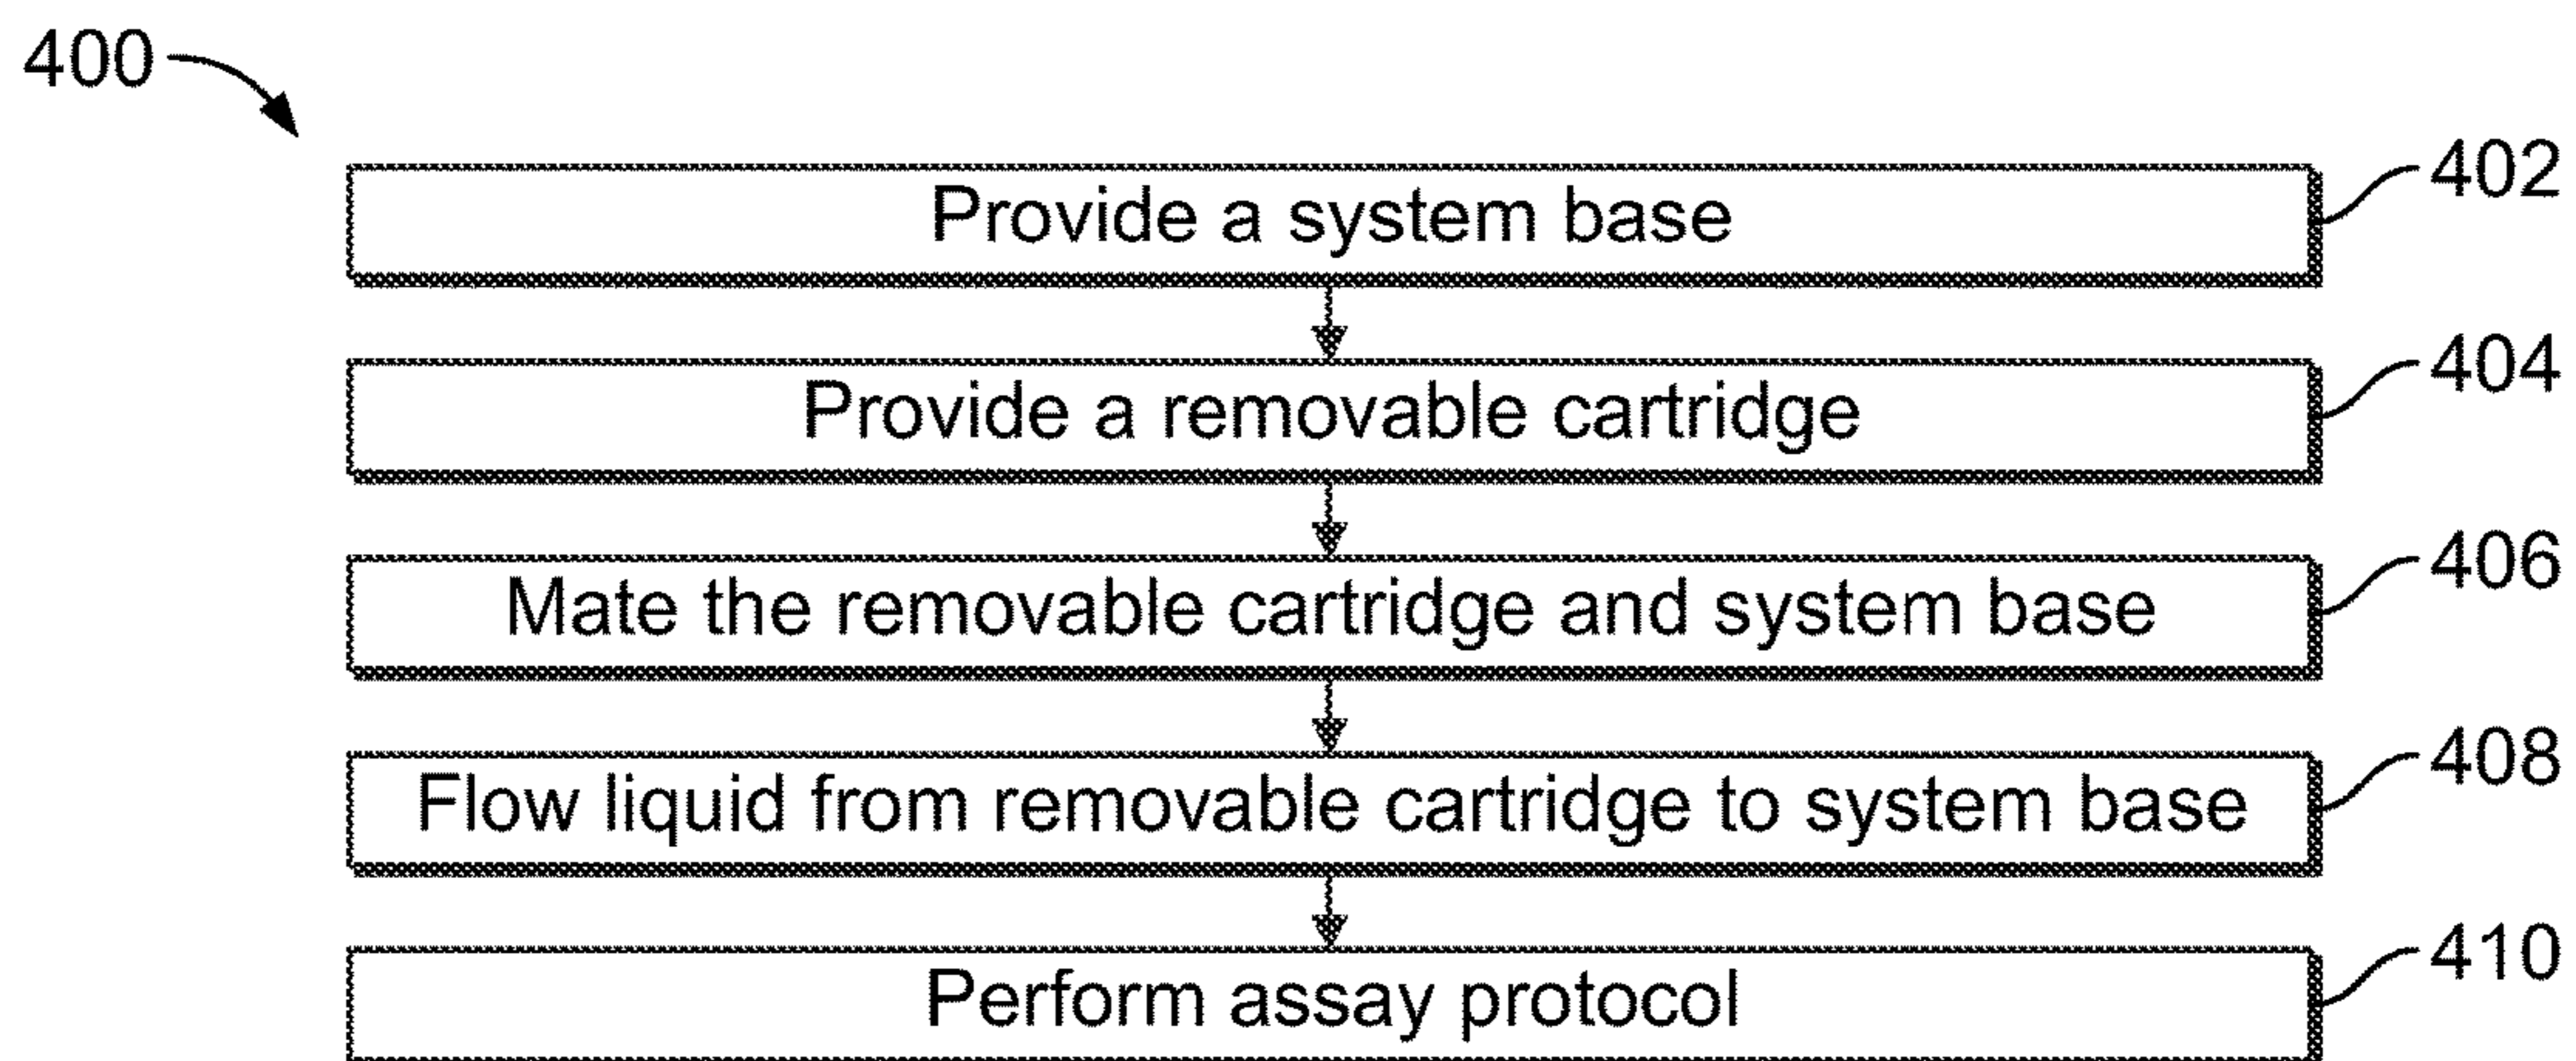 400
Provide a system base
402
Provide a removable cartridge
404
Mate the removable cartridge and system base
406
Flow liquid from removable cartridge to system base
408
Perform assay protocol
410